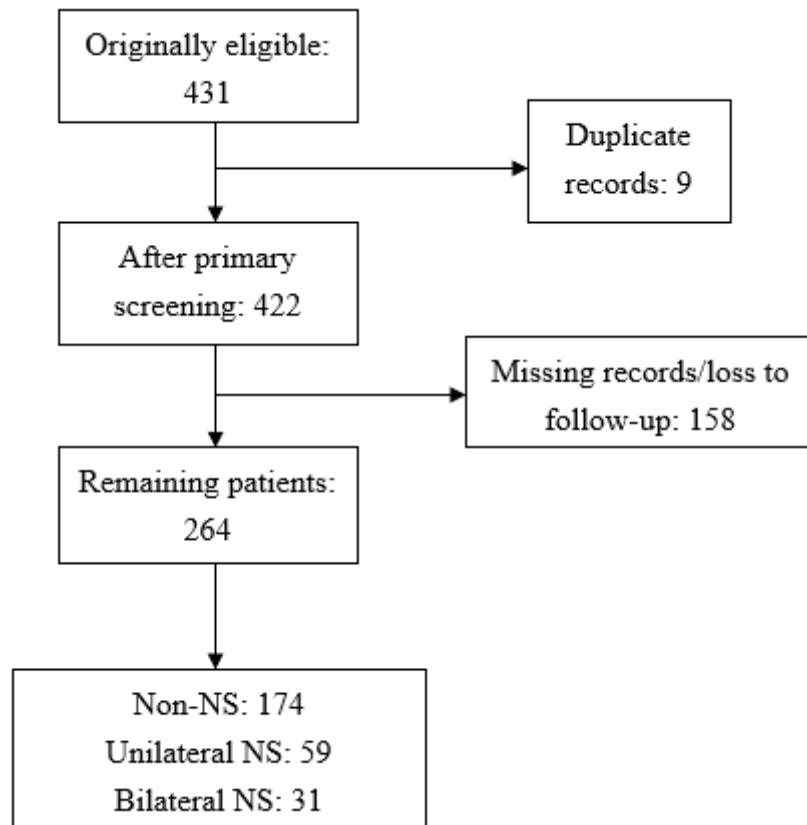 Originally eligible:
431
Duplicate
records: 9
After primary
screening: 422
Missing records/loss to
follow-up: 158
Remaining patients:
264
Non-NS: 174
Unilateral NS: 59
Bilateral NS: 31